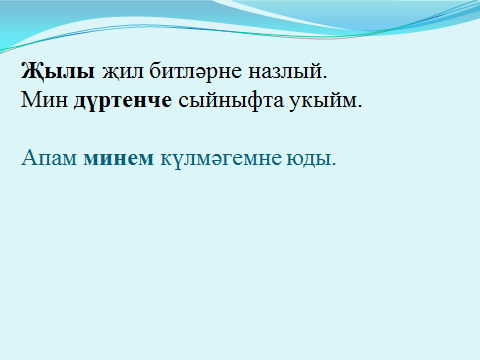 Җылы җил битләрне назлый.
Мин дүртенче сыйныфта укыйм.
Апам минем күлмәгемне юды.